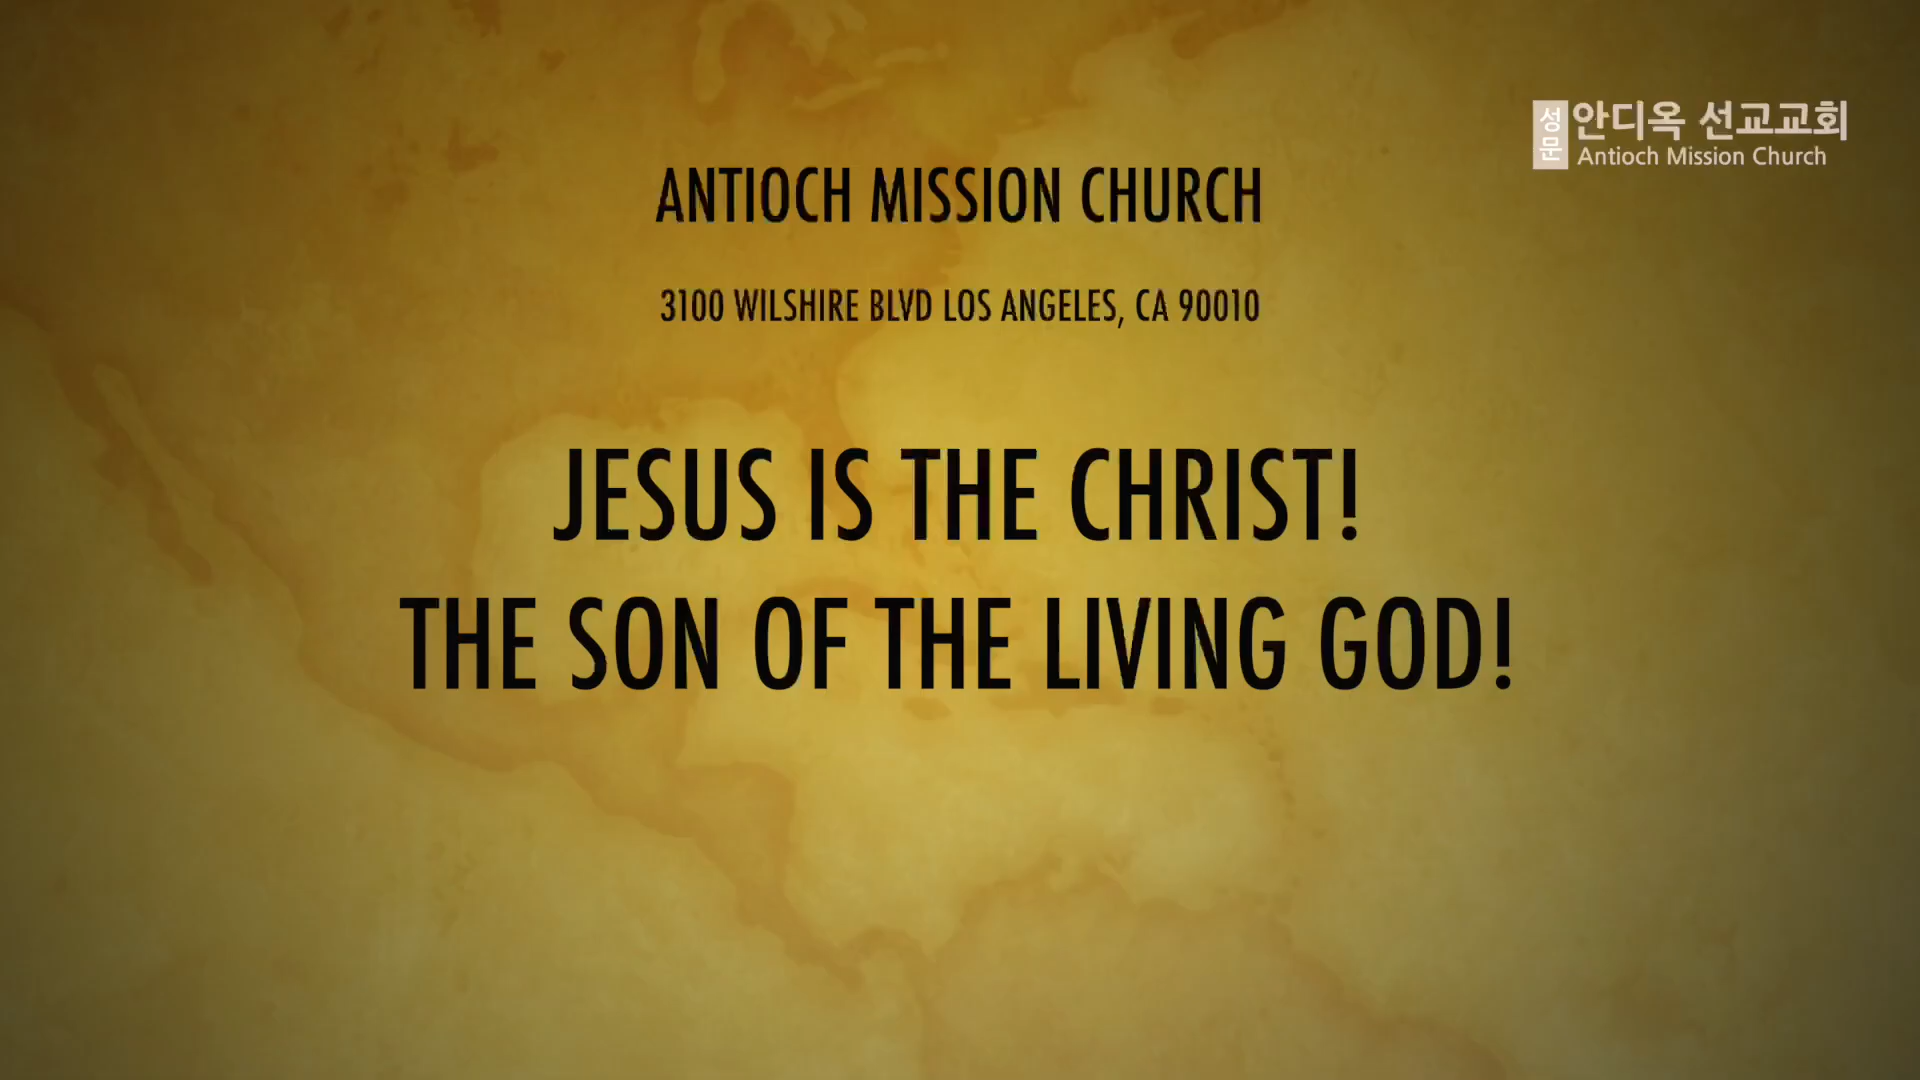 성문 안디옥 선교교회
Antioch Mission Church
ANTIOCH MISSION CHURCH
3100 WILSHIRE BLVD LOS ANGELES, CA 90010
JESUS IS THE CHRIST!
THE SON OF THE LIVING GOD!